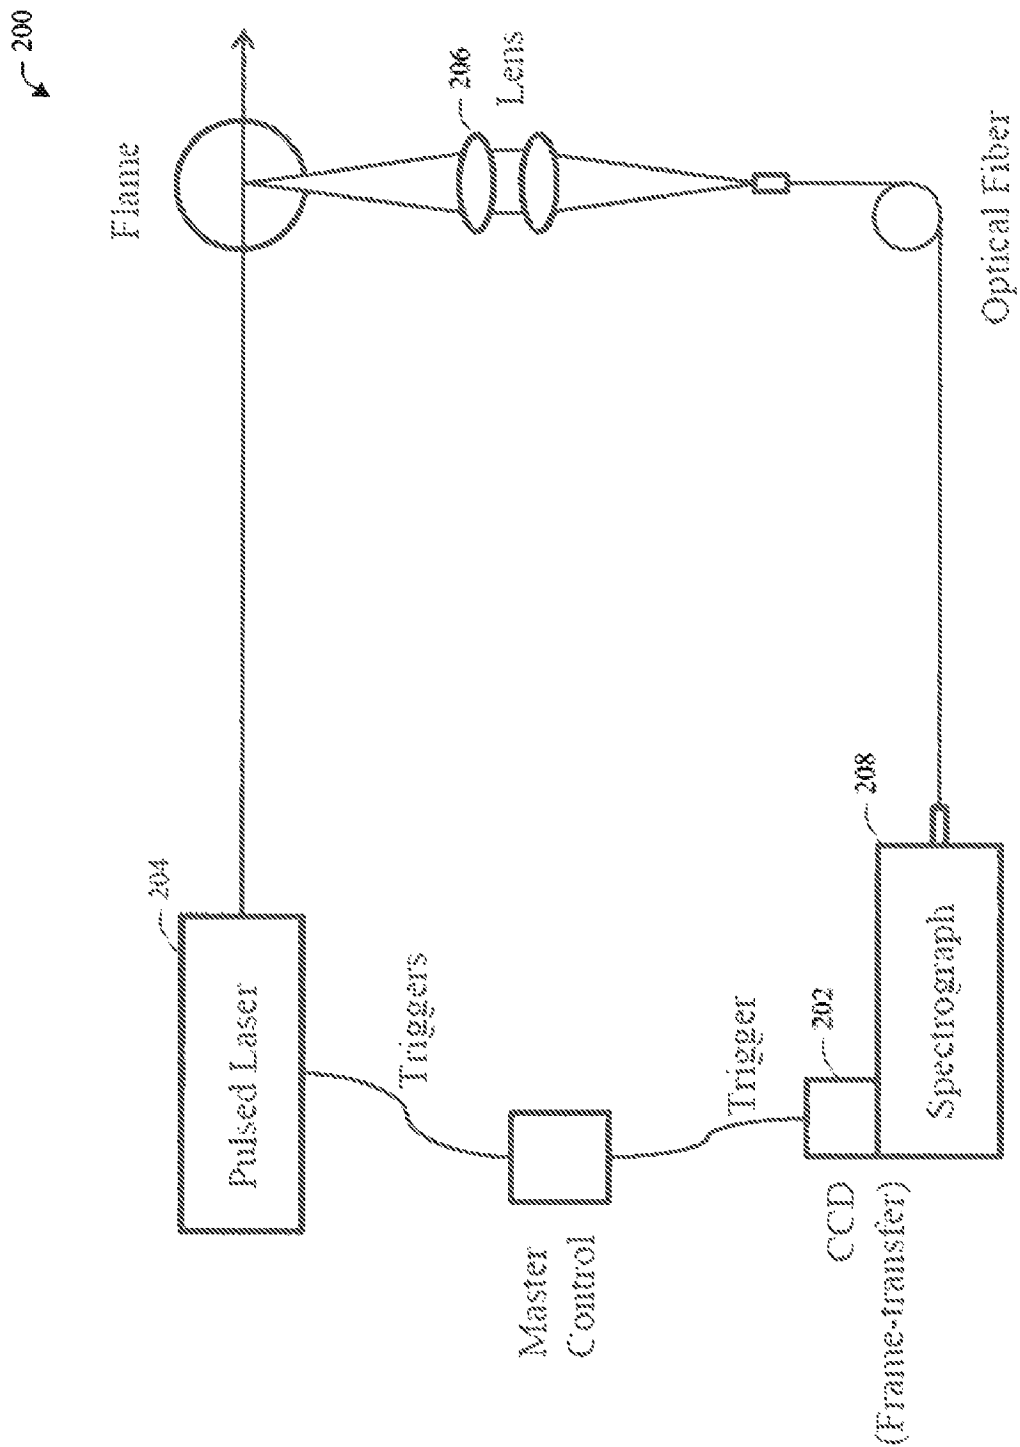 200
Flame
206
Lens
Optical Fiber
204
Pulsed Laser
Triggers
Master
Control
Trigger
202
208
Spectrograph
CCD
(Frame-transfer)